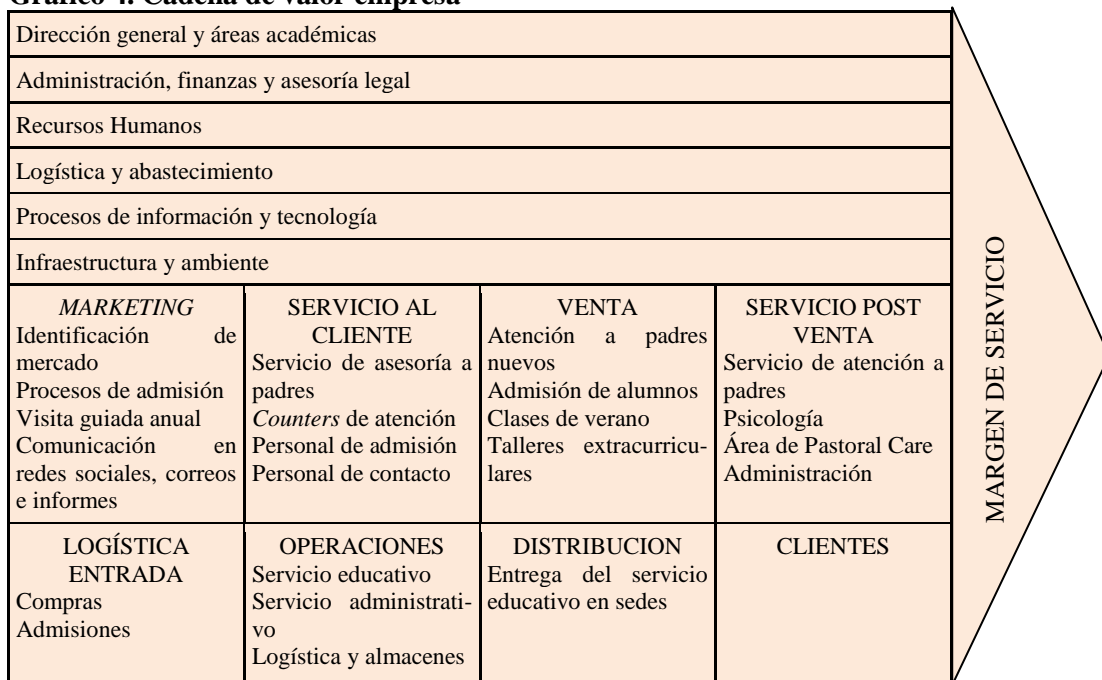 Gráfico 4. Cadena de valor empresa
Dirección general y áreas académicas
Administración, finanzas y asesoría legal
Recursos Humanos
Logística y abastecimiento
Procesos de información y tecnología
Infraestructura y ambiente
MARKETING
Identificación de
mercado
Procesos de admisión
Visita guiada anual
Comunicación en
redes sociales, correos
e informes
SERVICIO AL
CLIENTE
Servicio de asesoría a
padres
Counters de atención
Personal de admisión
Personal de contacto
VENTA
Atención a padres
nuevos
Admisión de alumnos
Clases de verano
Talleres extracurricu-
lares
SERVICIO POST
VENTA
Servicio de atención a
padres
Psicología
Área de Pastoral Care
Administración
LOGÍSTICA
ENTRADA
Compras
Admisiones
OPERACIONES
Servicio educativo
Servicio administrati-
vo
Logística y almacenes
DISTRIBUCION
Entrega del servicio
educativo en sedes
CLIENTES
MARGEN DE SERVICIO